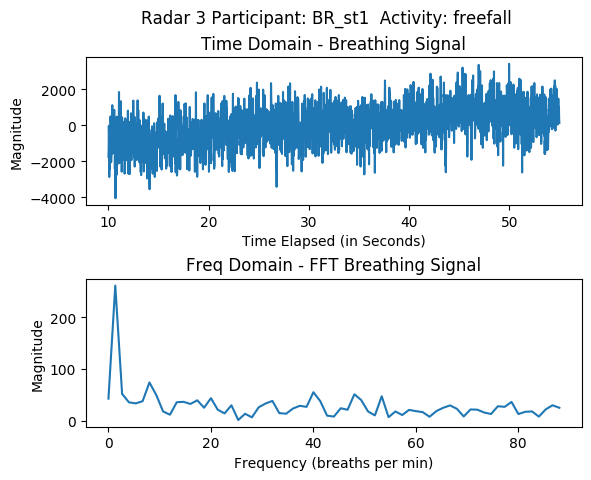 Radar 3 Participant: BR_st1  Activity: freefall
Time Domain - Breathing Signal
Magnitude
2000
0
−2000
−4000
10 20 30 40 50
Time Elapsed (in Seconds)
Freq Domain - FFT Breathing Signal
Magnitude
200
100
0
0 20 40 60 80
Frequency (breaths per min)